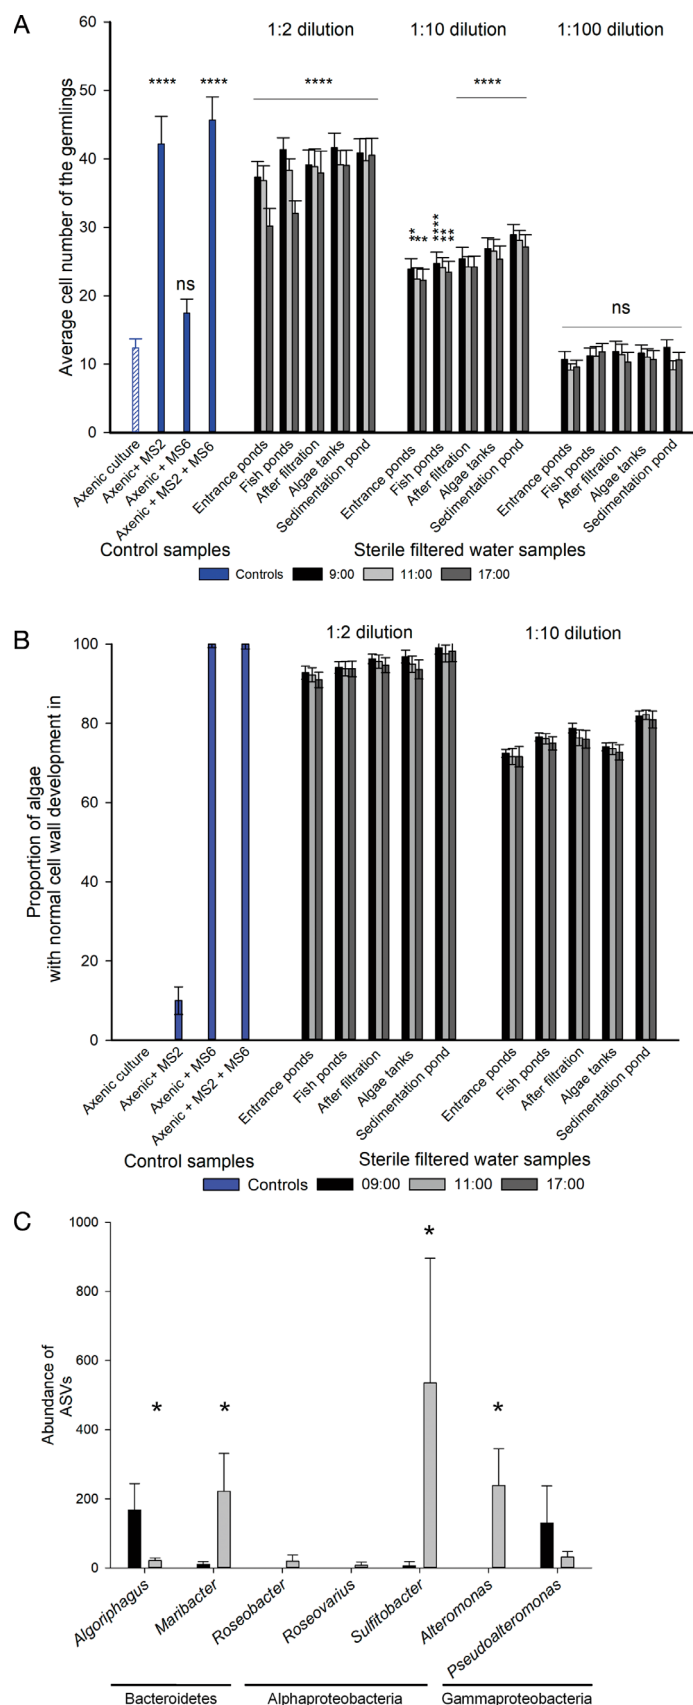 A
Average cell number of the germlings
60
50
40
30
20
10
0
1:2 dilution
1:10 dilution
1:100 dilution
****
****
****
****
ns
**
**
****
***
***
ns
Axenic culture
Axenic+ MS2
Axenic + MS6
Axenic + MS2 + MS6
Entrance ponds
Fish ponds
After filtration
Algae tanks
Sedimentation pond
Entrance ponds
Fish ponds
After filtration
Algae tanks
Sedimentation pond
Entrance ponds
Fish ponds
After filtration
Algae tanks
Sedimentation pond
Control samples
Sterile filtered water samples
Controls 9:00 11:00 17:00
B
Proportion of algae
with normal cell wall development in
100
80
60
40
20
0
1:2 dilution
1:10 dilution
Axenic culture
Axenic+ MS2
Axenic + MS6
Axenic + MS2 + MS6
Entrance ponds
Fish ponds
After filtration
Algae tanks
Sedimentation pond
Entrance ponds
Fish ponds
After filtration
Algae tanks
Sedimentation pond
Control samples
Sterile filtered water samples
Controls 09:00 11:00 17:00
C
Abundance of
ASVs
1000
800
600
400
200
0
*
*
*
*
Algoriphagus
Maribacter
Roseobacter
Roseovarius
Sulfitobacter
Alteromonas
Pseudoalteromonas
Bacteroidetes
Alphaproteobacteria
Gammaproteobacteria